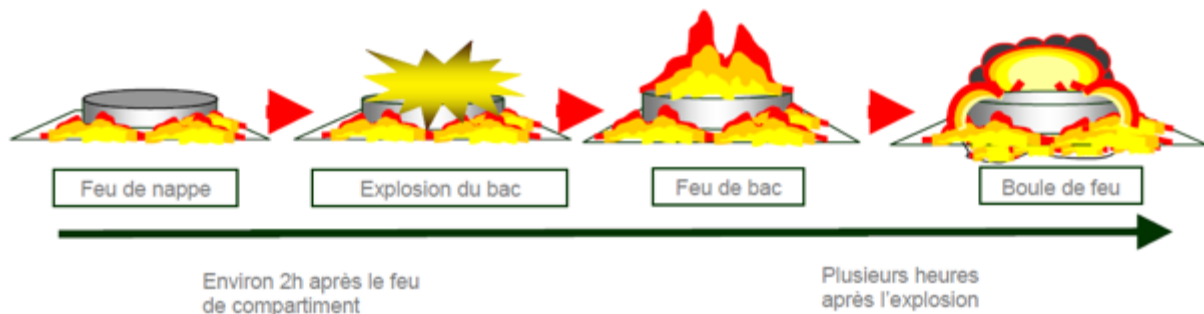 Feu de nappe
Explosion du bac
Feu de bac
Boule de feu
Environ 2h après le feu
de compartiment
Plusieurs heures
après l'explosion